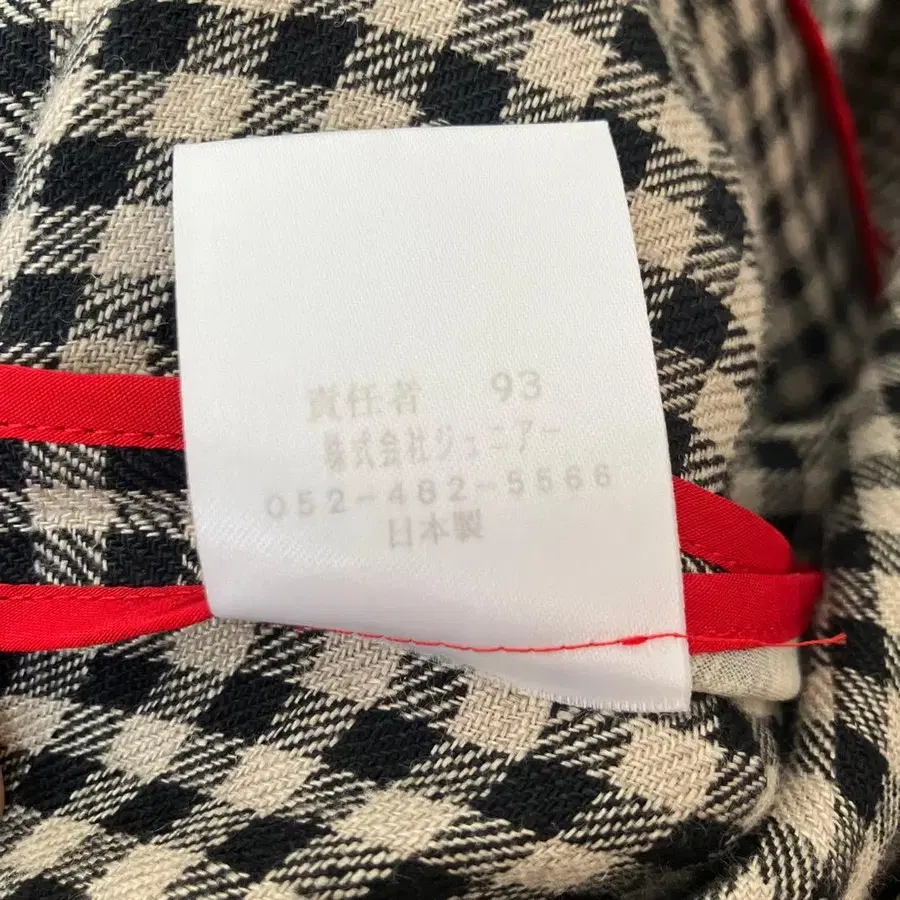 責任者 93
株式会社ジュニアー
052-482-5566
日本製